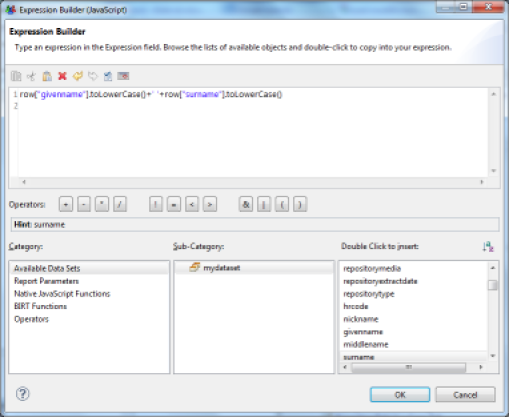 Expression Builder (JavaScript)
Expression Builder
Type an expression in the Expression field. Browse the lists of available objects and double-click to copy into your expression.
1 row["givenname"].toLowerCase()+' '+row["surname"].toLowerCase()
2
Operators: + - * / ! = < > & | ( )
Hint: surname
Category: Sub-Category: Double Click to insert:
Available Data Sets mydataset repositorymedia
Report Parameters repositoryextractdate
Native JavaScript Functions repositorytype
BIRT Functions hrcode
Operators nickname
givenname
middlename
surname
OK Cancel